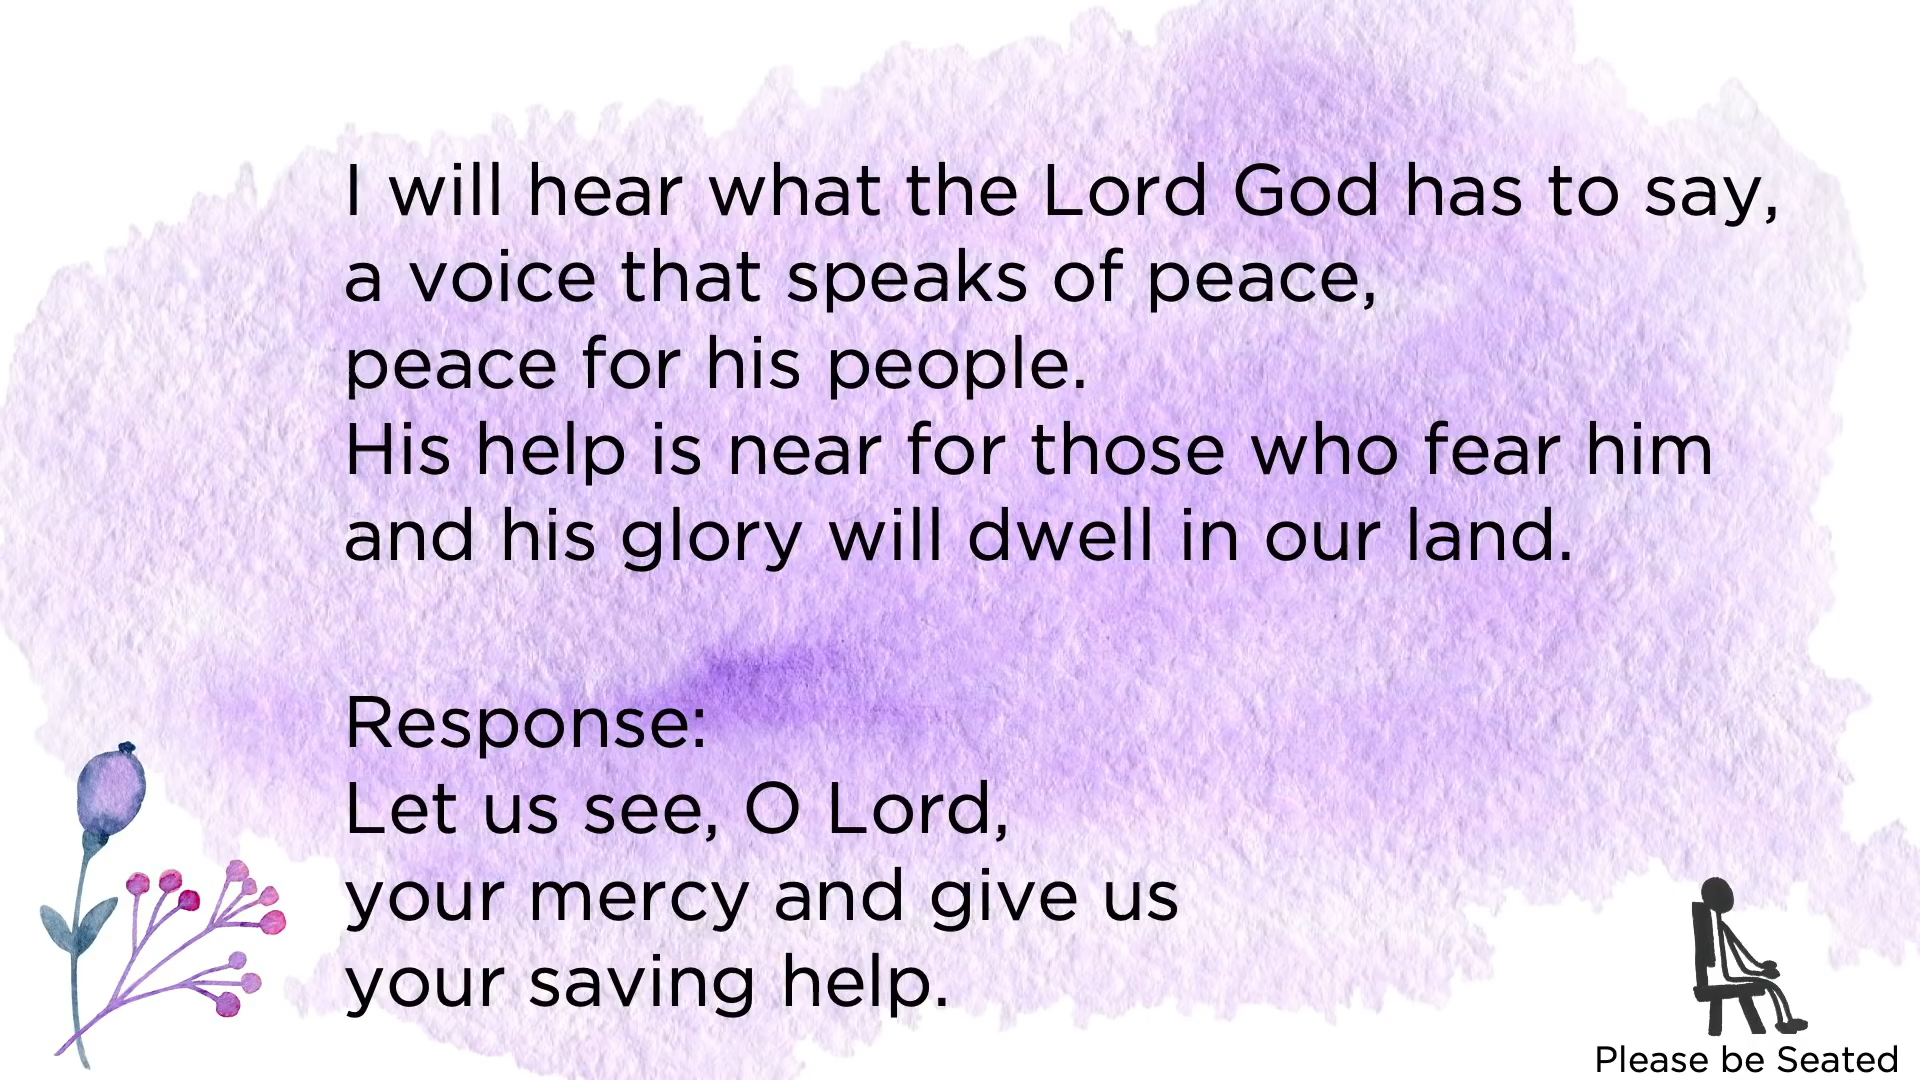 I will hear what the Lord God has to say,
a voice that speaks of peace,
peace for his people.
His help is near for those who fear him
and his glory will dwell in our land.
Response:
Let us see, O Lord,
your mercy and give us
your saving help.
Please be Seated